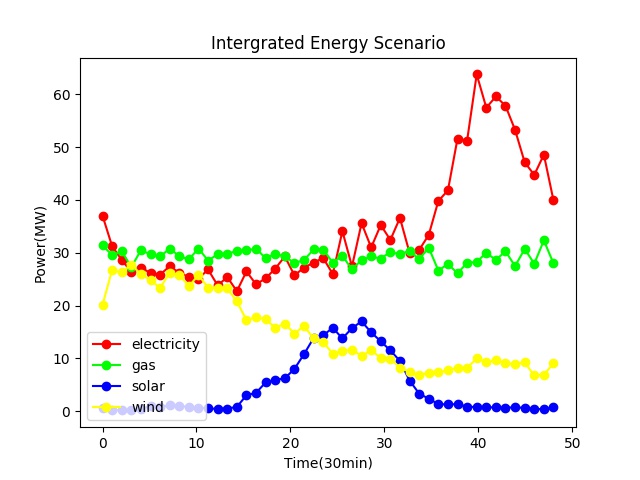 Intergrated Energy Scenario
60
50
40
30
20
10
0
Power(MW)
electricity
gas
solar
wind
0 10 20 30 40 50
Time(30min)